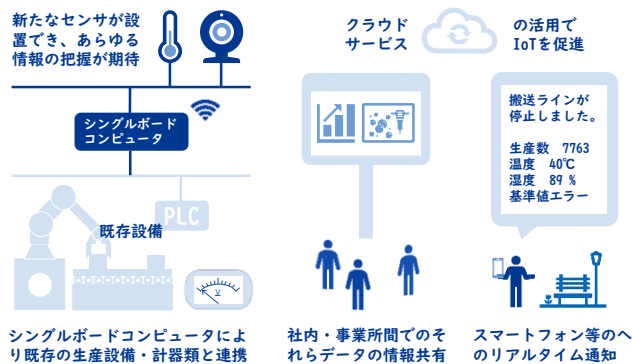 新たなセンサが設
置でき、あらゆる
情報の把握が期待
シングルボード
コンピュータ
PLC
既存設備
V
シングルボードコンピュータによ
り既存の生産設備・計器類と連携
クラウド
サービス
の活用で
IoTを促進
社内・事業所間でのそ
れらデータの情報共有
搬送ラインが
停止しました。
生産数 7763
温度 40℃
湿度 89 %
基準値エラー
スマートフォン等のへ
のリアルタイム通知